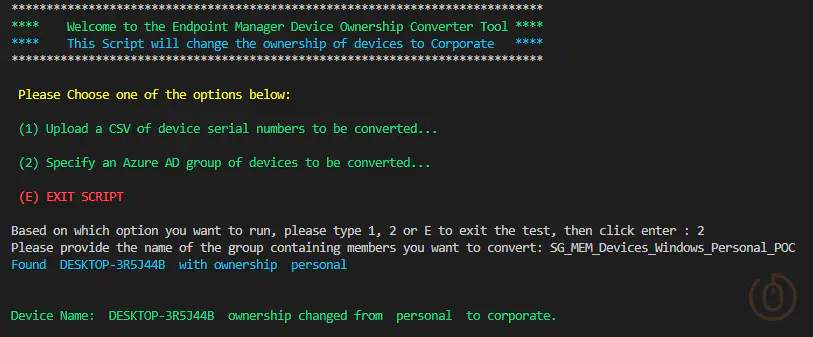 ****************************************************************************
****    Welcome to the Endpoint Manager Device Ownership Converter Tool ****
****    This Script will change the ownership of devices to Corporate   ****
****************************************************************************
Please Choose one of the options below:
(1) Upload a CSV of device serial numbers to be converted...
(2) Specify an Azure AD group of devices to be converted...
(E) EXIT SCRIPT
Based on which option you want to run, please type 1, 2 or E to exit the test, then click enter : 2
Please provide the name of the group containing members you want to convert: SG_MEM_Devices_Windows_Personal_POC
Found  DESKTOP-3R5J44B  with ownership  personal
Device Name:  DESKTOP-3R5J44B  ownership changed from  personal  to corporate.